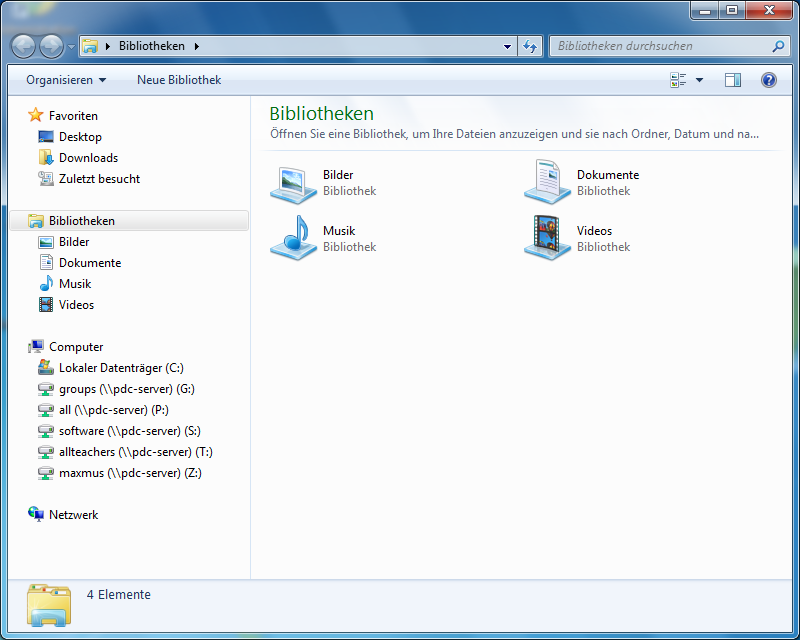 Bibliotheken
Bibliotheken durchsuchen
Organisieren
Neue Bibliothek
Favoriten
Desktop
Downloads
Zuletzt besucht
Bibliotheken
Bilder
Dokumente
Musik
Videos
Computer
Lokaler Datenträger (C:)
groups (\\pdc-server) (G:)
all (\\pdc-server) (P:)
software (\\pdc-server) (S:)
allteachers (\\pdc-server) (T:)
maxmus (\\pdc-server) (Z:)
Netzwerk
Bibliotheken
Öffnen Sie eine Bibliothek, um Ihre Dateien anzuzeigen und sie nach Ordner, Datum und na...
Bilder
Bibliothek
Dokumente
Bibliothek
Musik
Bibliothek
Videos
Bibliothek
4 Elemente